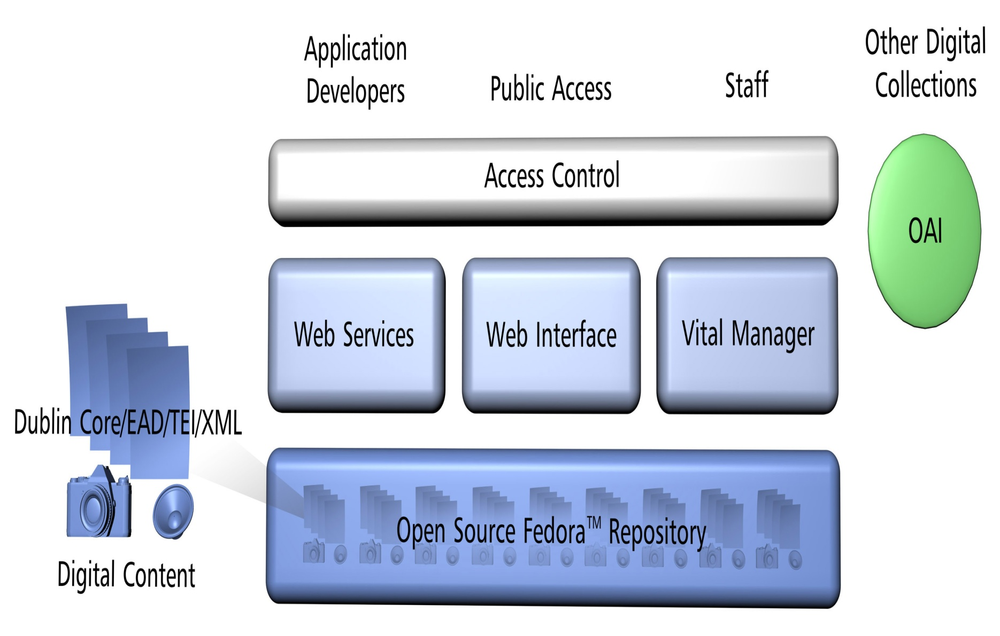 Application
Developers
Public Access
Staff
Other Digital
Collections
Access Control
OAI
Web Services
Web Interface
Vital Manager
Dublin Core/EAD/TEI/XML
Open Source Fedora™ Repository
Digital Content